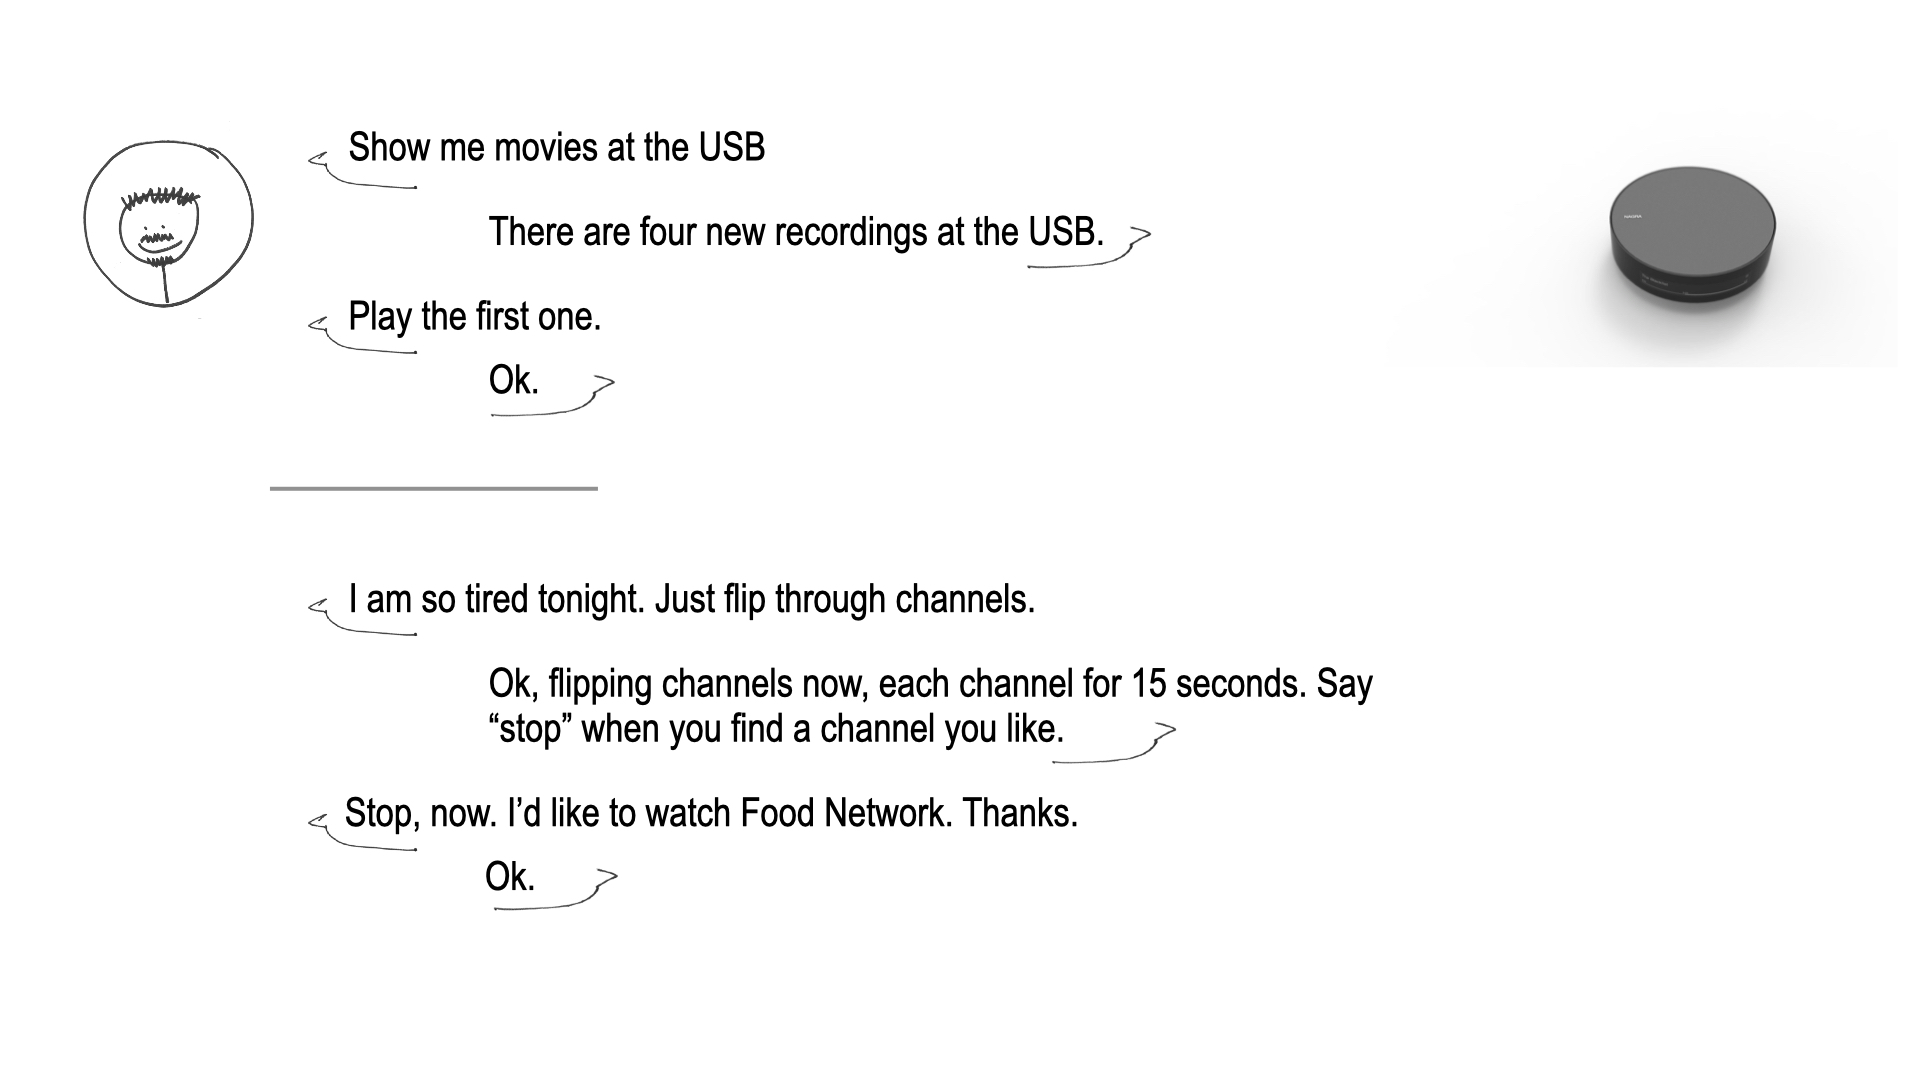 Show me movies at the USB
There are four new recordings at the USB.
Play the first one.
Ok.
I am so tired tonight. Just flip through channels.
Ok, flipping channels now, each channel for 15 seconds. Say
“stop” when you find a channel you like.
Stop, now. I’d like to watch Food Network. Thanks.
Ok.